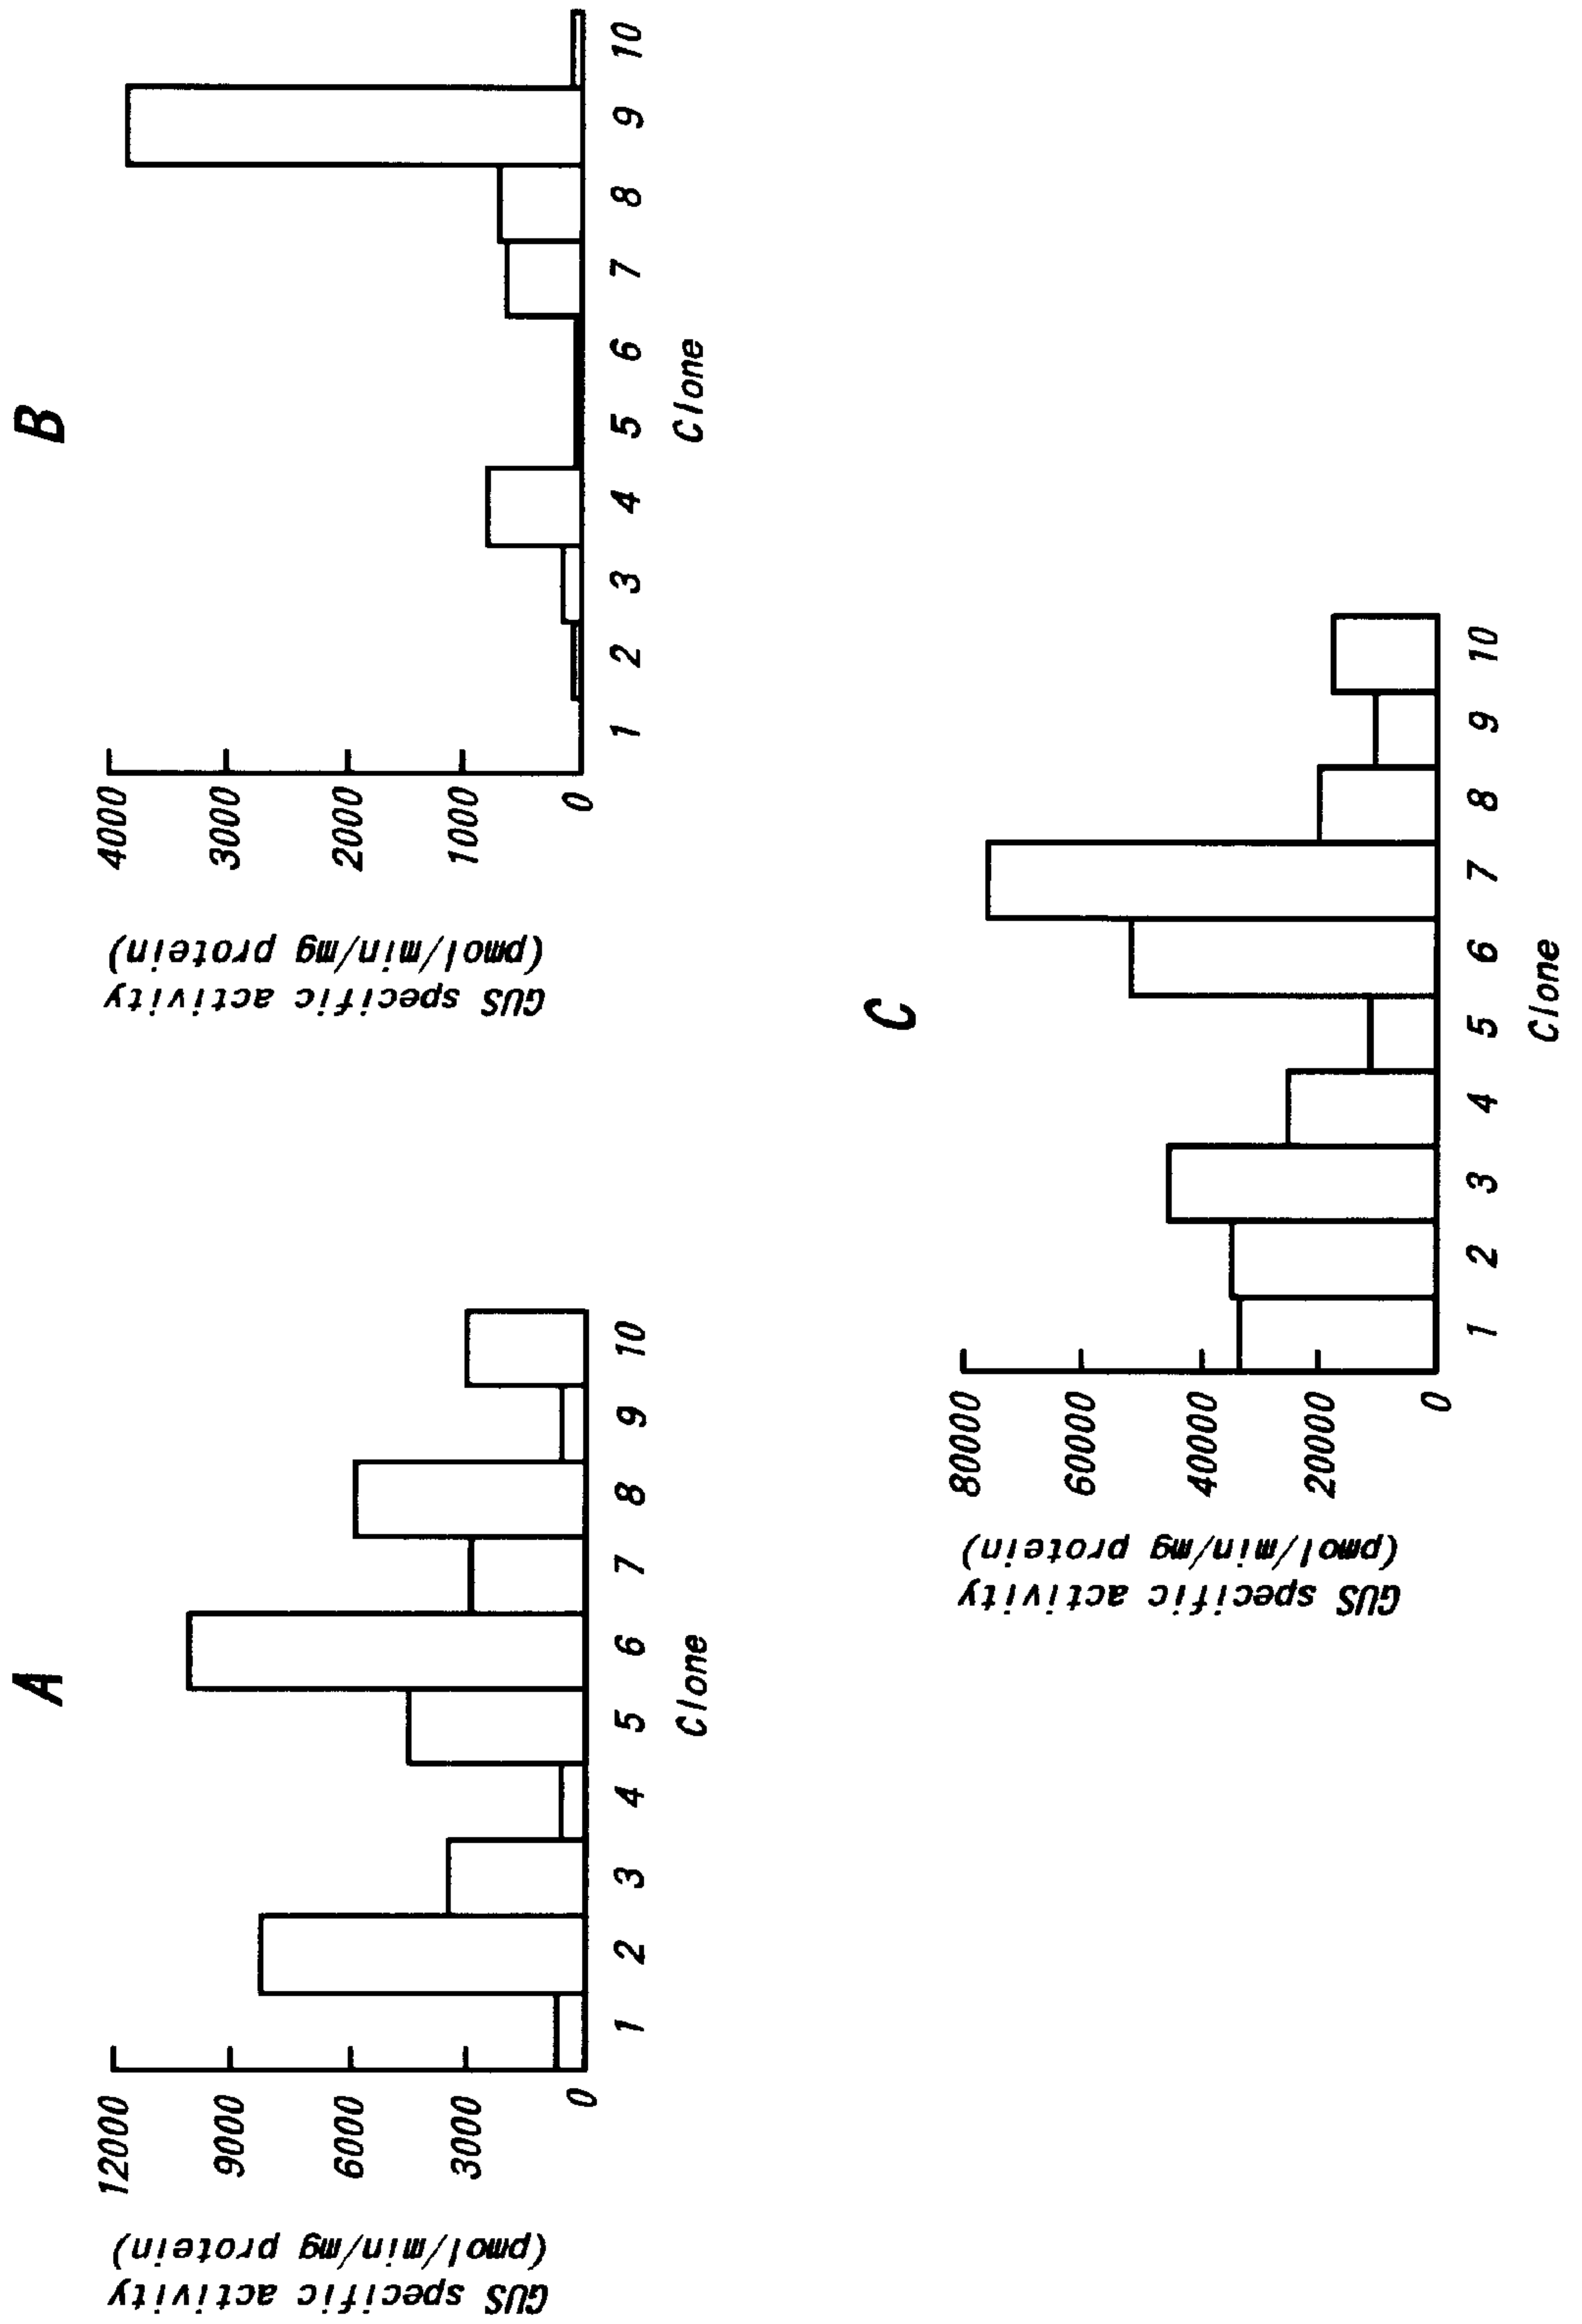 A
GUS specific activity
(pmol/min/mg protein)
12000
9000
6000
3000
0
1 2 3 4 5 6 7 8 9 10
Clone
B
GUS specific activity
(pmol/min/mg protein)
4000
3000
2000
1000
0
1 2 3 4 5 6 7 8 9 10
Clone
C
GUS specific activity
(pmol/min/mg protein)
80000
60000
40000
20000
0
1 2 3 4 5 6 7 8 9 10
Clone